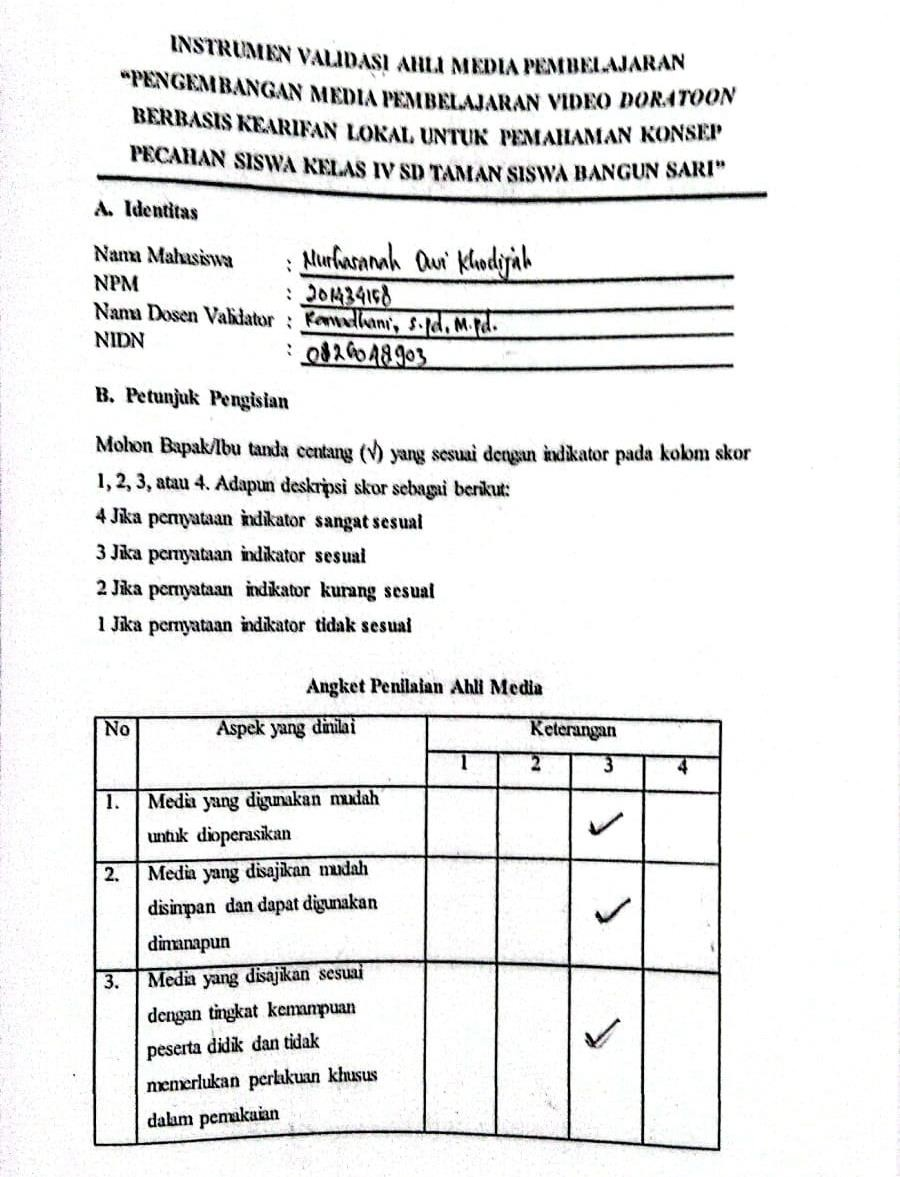 INSTRUMEN VALIDASI AHLI MEDIA PEMBELAJARAN
"PENGEMBANGAN MEDIA PEMBELAJARAN VIDEO DORATOON
BERBASIS KEARIFAN LOKAL UNTUK PEMAHAMAN KONSEP
PECAHAN SISWA KELAS IV SD TAMAN SISWA BANGUN SARI"
A. Identitas
Nama Mahasiswa : Nurhasanah Dwi Khodijah
NPM : 201434158
Nama Dosen Validator : Ramadhani, S.Pd, M.Pd.
NIDN :
B. Petunjuk Pengisian
Mohon Bapak/Ibu tanda centang (√) yang sesuai dengan indikator pada kolom skor
1, 2, 3, atau 4. Adapun deskripsi skor sebagai berikut:
4 Jika pernyataan indikator sangat sesuai
3 Jika pernyataan indikator sesuai
2 Jika pernyataan indikator kurang sesuai
1 Jika pernyataan indikator tidak sesuai
Angket Penilaian Ahli Media
No Aspek yang dinilai Keterangan
1 2 3 4
1. Media yang digunakan mudah
untuk dioperasikan ✓
2. Media yang disajikan mudah
disimpan dan dapat digunakan ✓
dimanapun
3. Media yang disajikan sesuai
dengan tingkat kemampuan
peserta didik dan tidak ✓
memerlukan perlakuan khusus
dalam pemakaian